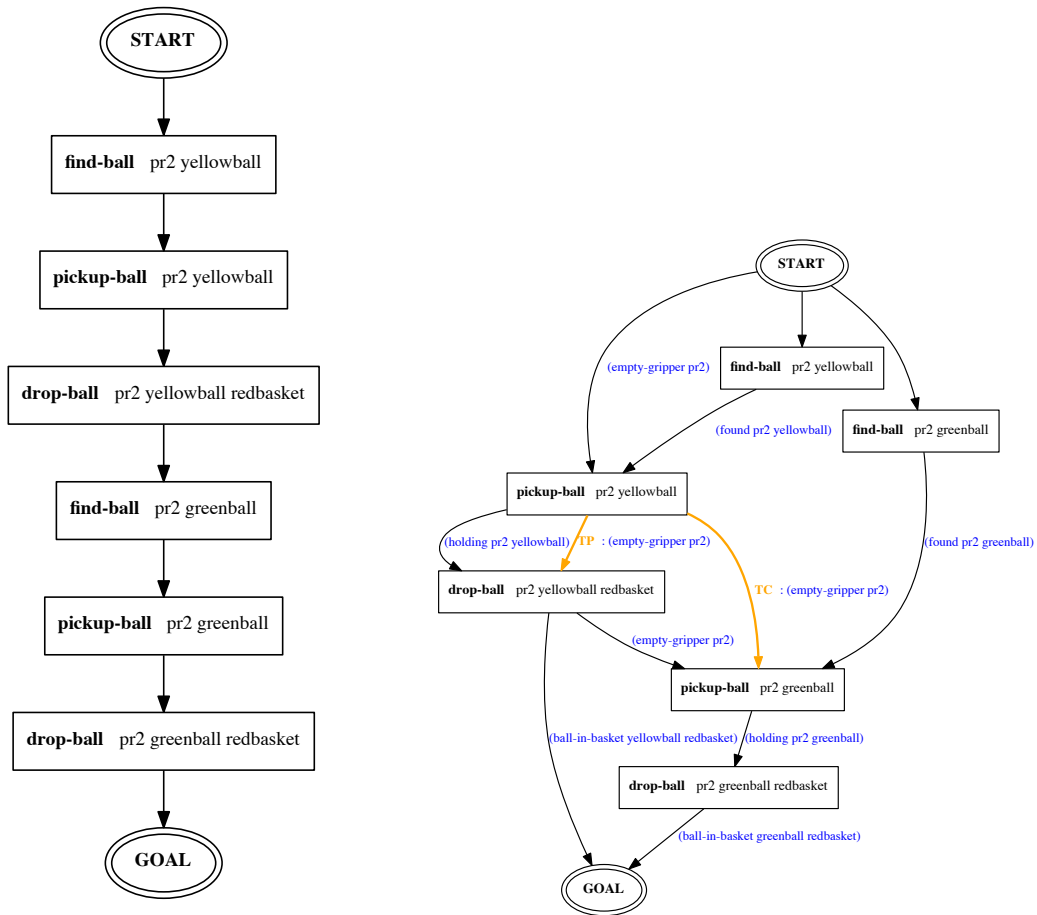 START
find-ball pr2 yellowball
pickup-ball pr2 yellowball
drop-ball pr2 yellowball redbasket
find-ball pr2 greenball
pickup-ball pr2 greenball
drop-ball pr2 greenball redbasket
GOAL
START
(empty-gripper pr2)
find-ball pr2 yellowball
(found pr2 yellowball)
find-ball pr2 greenball
pickup-ball pr2 yellowball
(holding pr2 yellowball)
TP : (empty-gripper pr2)
(found pr2 greenball)
drop-ball pr2 yellowball redbasket
TC : (empty-gripper pr2)
(empty-gripper pr2)
pickup-ball pr2 greenball
(ball-in-basket yellowball redbasket)
(holding pr2 greenball)
drop-ball pr2 greenball redbasket
(ball-in-basket greenball redbasket)
GOAL